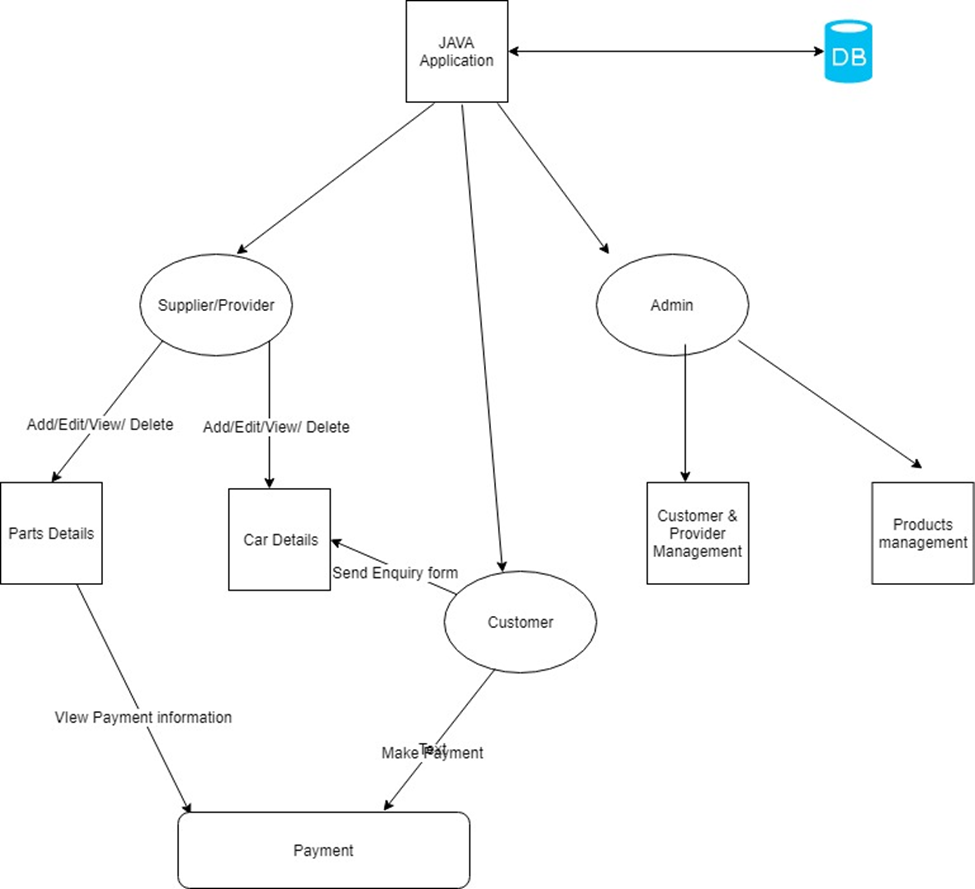 JAVA
Application
DB
Supplier/Provider
Admin
Add/Edit/View/ Delete
Add/Edit/View/ Delete
Parts Details
Car Details
Customer &
Provider
Management
Products
management
Send Enquiry form
Customer
VIew Payment information
Text
Make Payment
Payment